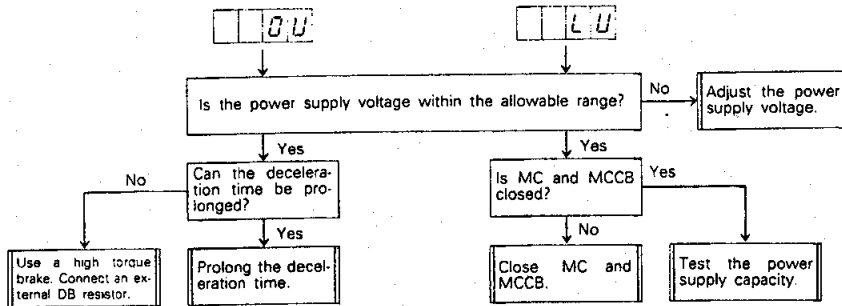 OU
LU
Is the power supply voltage within the allowable range?
No
Adjust the power
supply voltage.
Yes
Yes
No
Can the decelera-
tion time be pro-
longed?
Is MC and MCCB
closed?
Yes
Yes
No
Use a high torque
brake. Connect an ex-
ternal DB resistor.
Prolong the decel-
eration time.
Close MC and
MCCB.
Test the power
supply capacity.